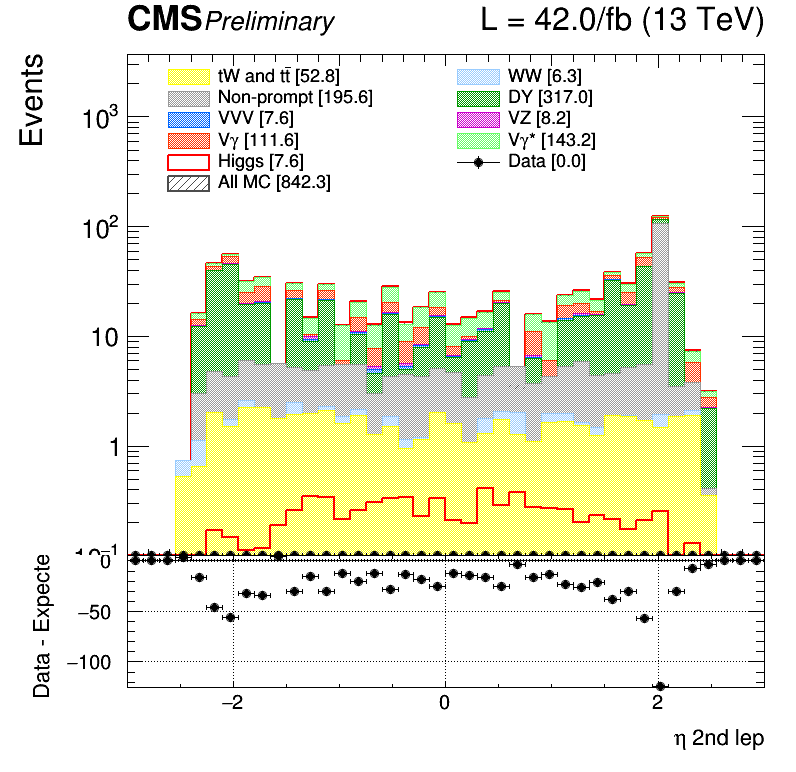 CMS Preliminary L = 42.0/fb (13 TeV)
Events
tW and tt̄ [52.8] WW [6.3]
Non-prompt [195.6] DY [317.0]
VVV [7.6] VZ [8.2]
Vγ [111.6] Vγ* [143.2]
Higgs [7.6] Data [0.0]
All MC [842.3]
10³
10²
10
1
Data - Expecte
0
−50
−100
−2 0 2
η 2nd lep